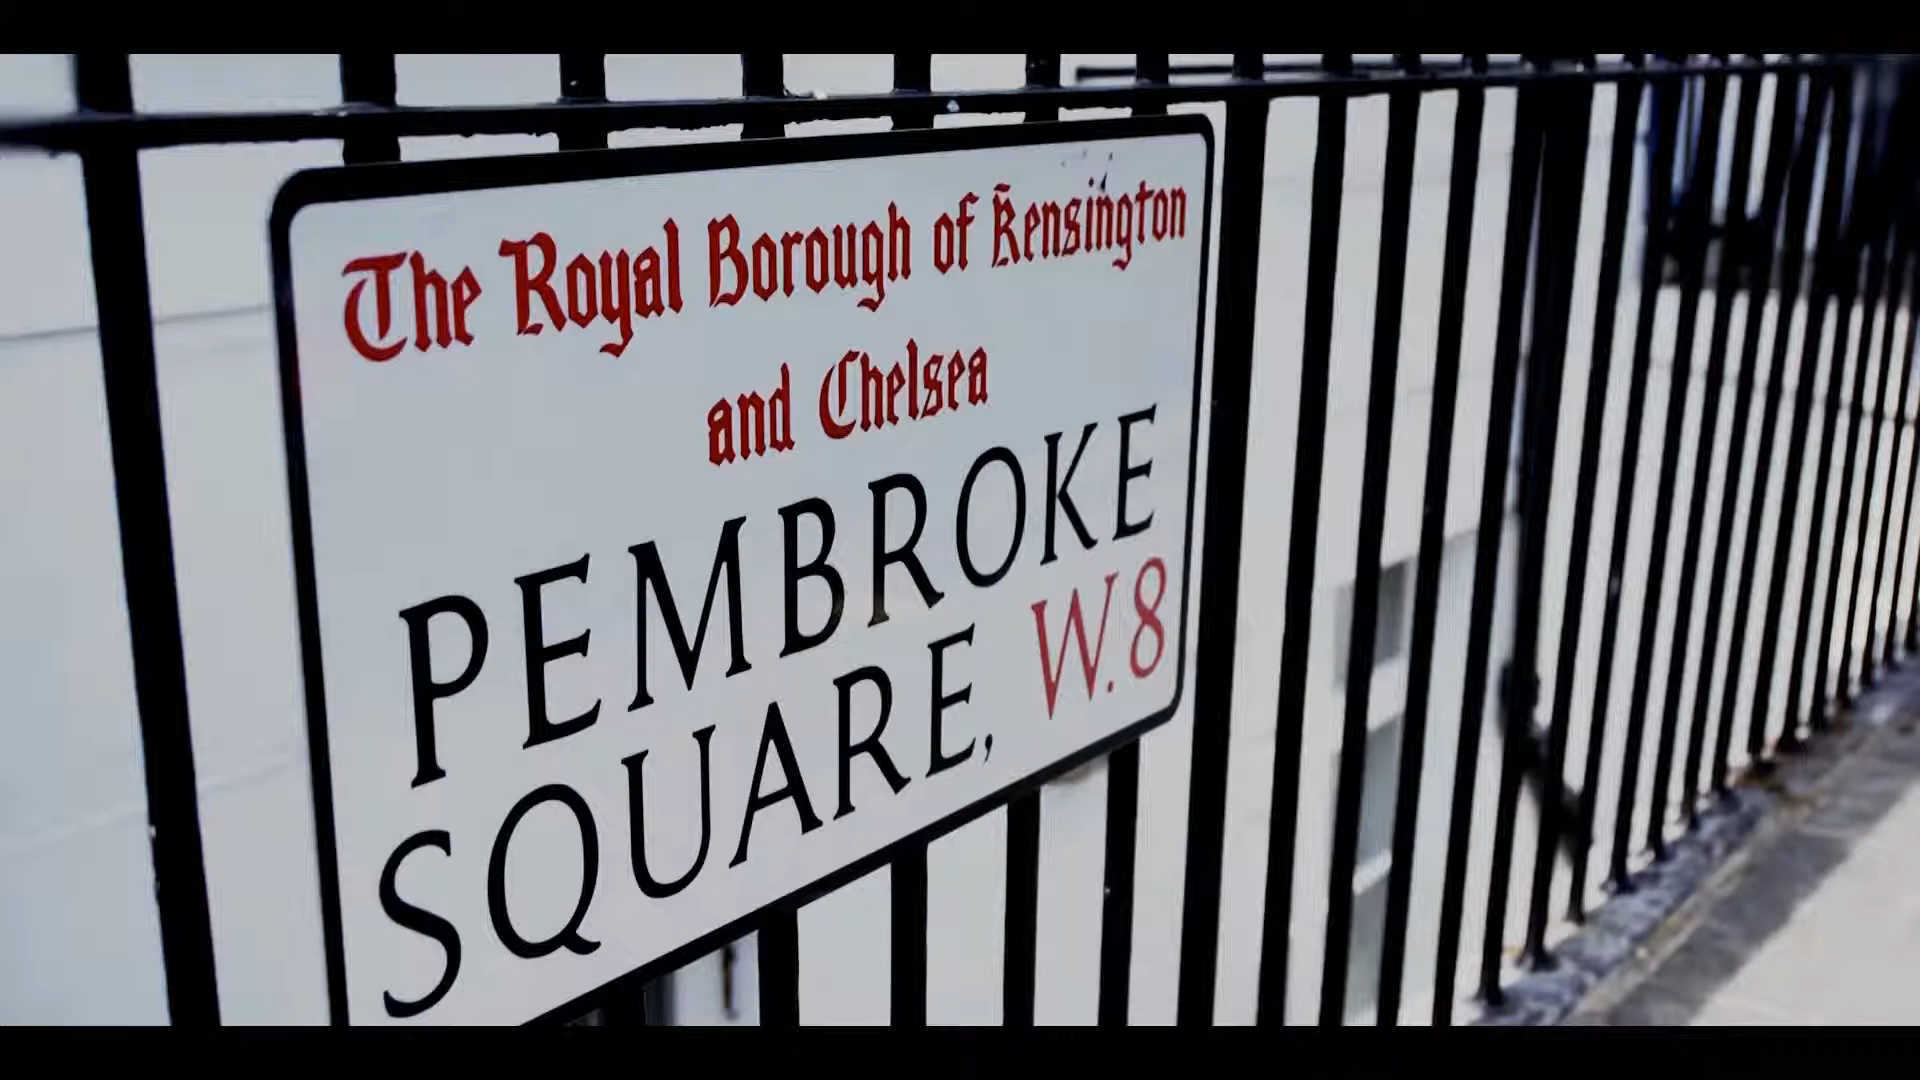 The Royal Borough of Kensington
and Chelsea
PEMBROKE
SQUARE, W.8